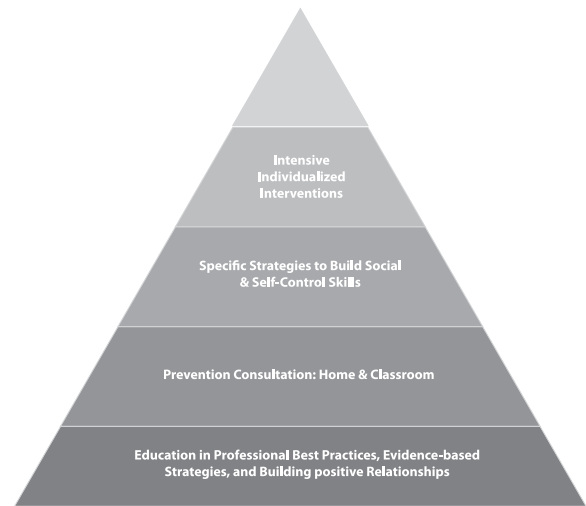 Intensive
Individualized
Interventions
Specific Strategies to Build Social
& Self-Control Skills
Prevention Consultation: Home & Classroom
Education in Professional Best Practices, Evidence-based
Strategies, and Building positive Relationships